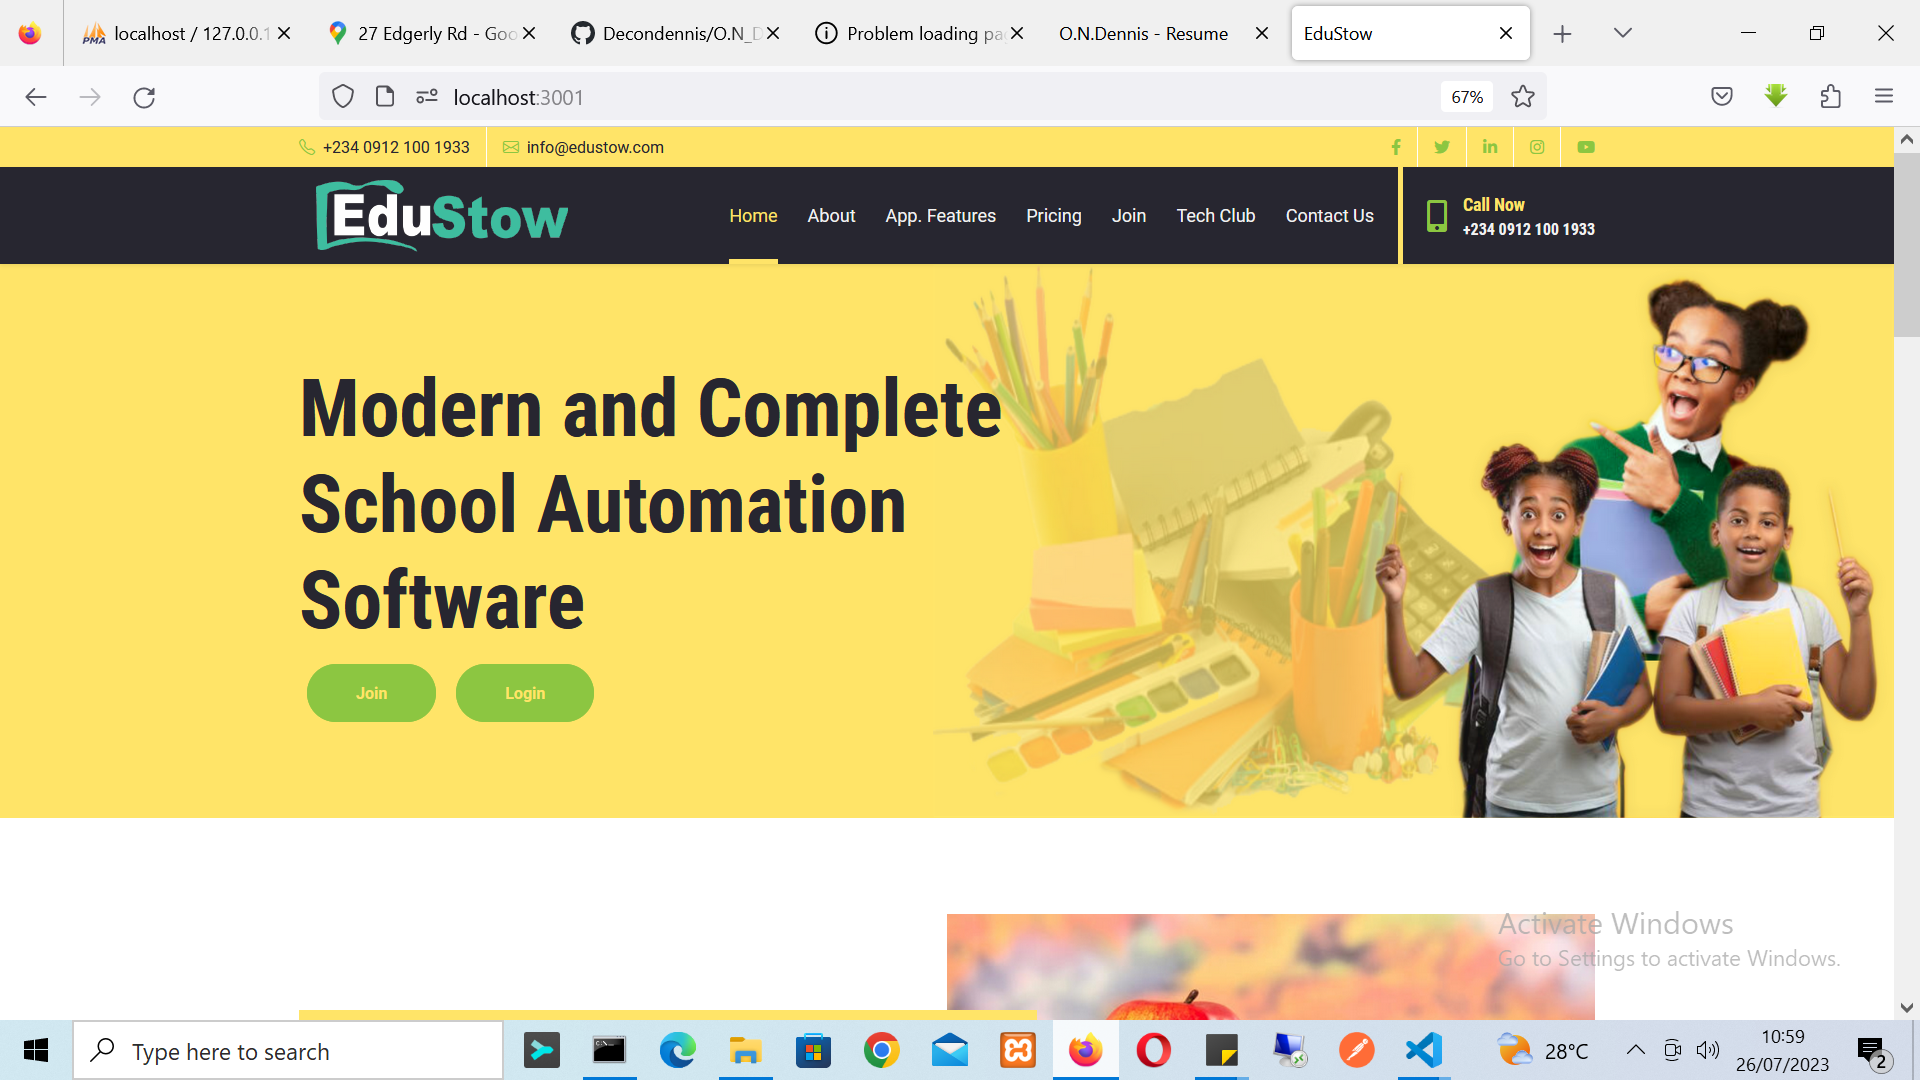 localhost / 127.0.0.1
27 Edgerly Rd - Goo
Decondennis/O.N_D
Problem loading pa
O.N.Dennis - Resume
EduStow
localhost:3001
67%
+234 0912 100 1933
info@edustow.com
EduStow
Home
About
App. Features
Pricing
Join
Tech Club
Contact Us
Call Now
+234 0912 100 1933
Modern and Complete
School Automation
Software
Join
Login
Activate Windows
Go to Settings to activate Windows.
Type here to search
28°C
10:59
26/07/2023
2